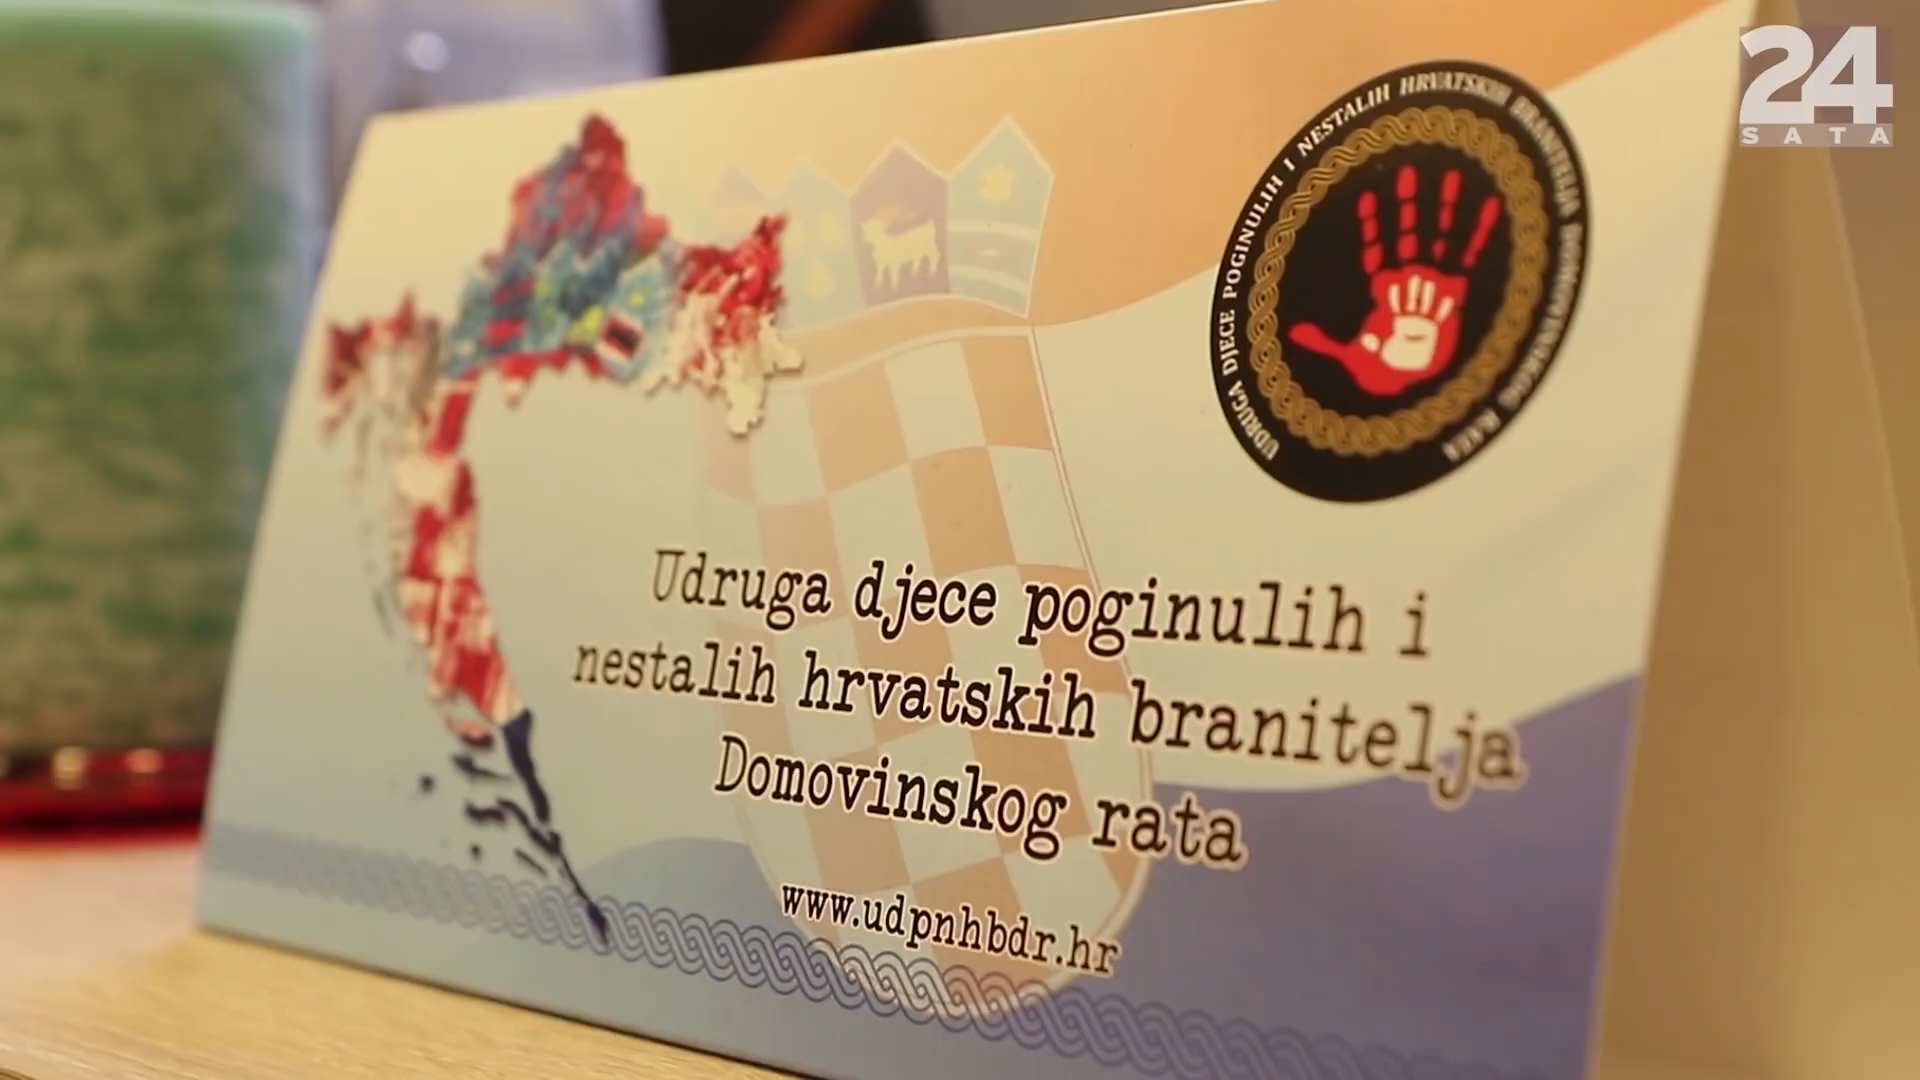 24
SATA
UDRUGA DJECE POGINULIH I NESTALIH HRVATSKIH BRANITELJA DOMOVINSKOG RATA
Udruga djece poginulih i
nestalih hrvatskih branitelja
Domovinskog rata
www.udpnhbdr.hr